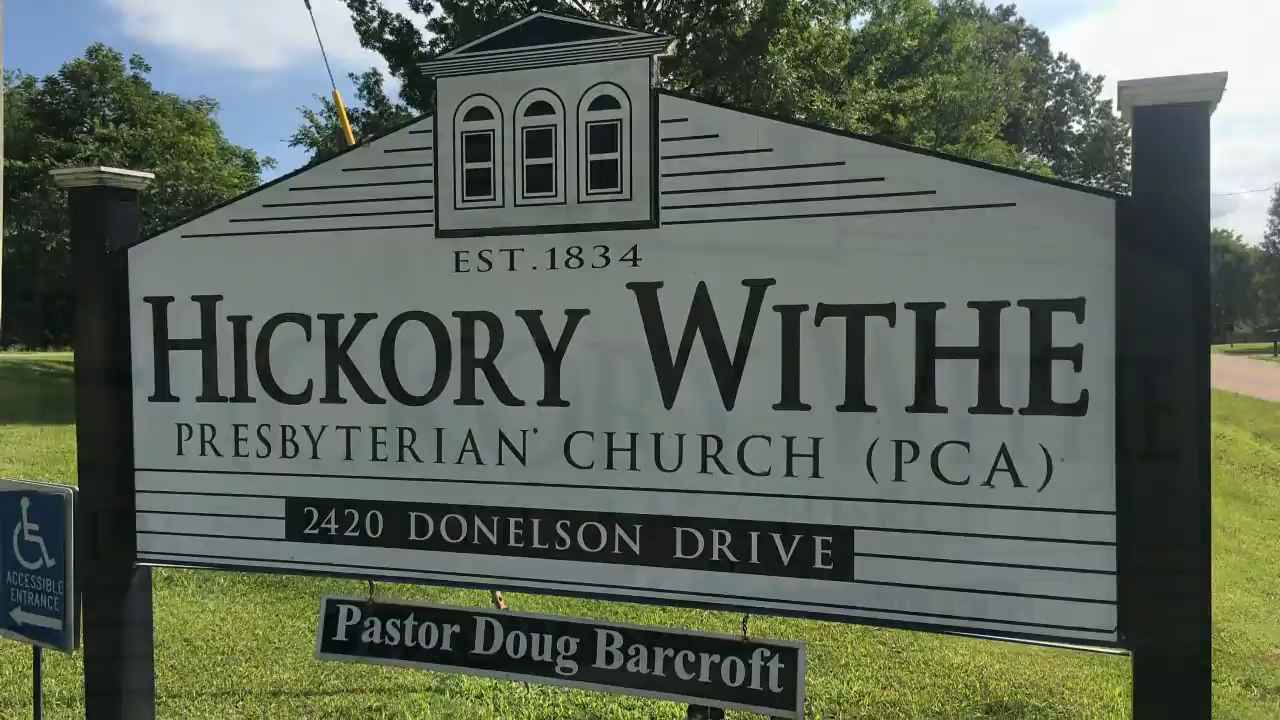 EST.1834
HICKORY WITHE
PRESBYTERIAN CHURCH (PCA)
2420 DONELSON DRIVE
Pastor Doug Barcroft
ACCESSIBLE
ENTRANCE